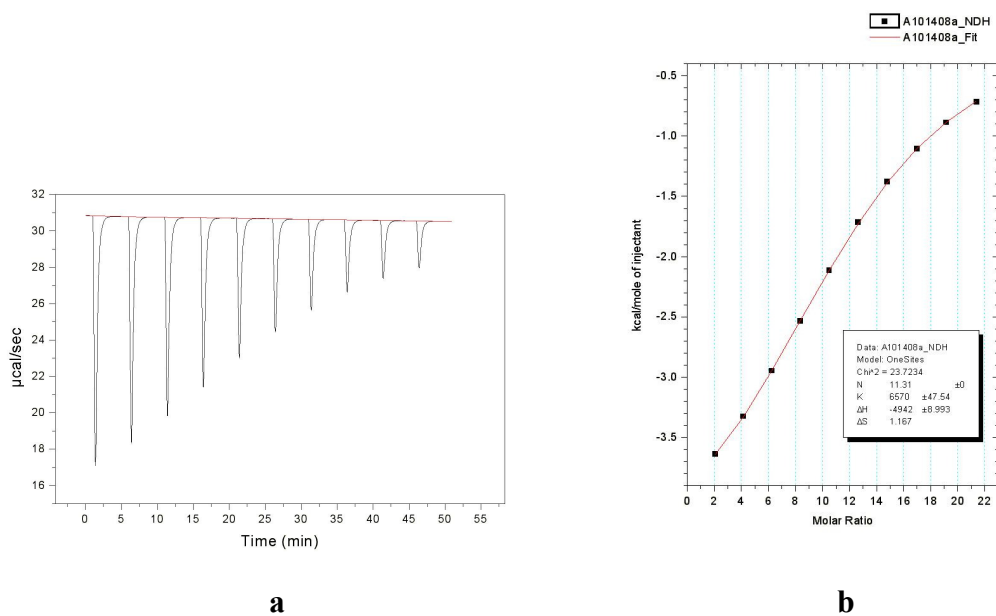 A101408a_NDH
A101408a_Fit
32
30
28
26
24
22
20
18
16
µcal/sec
0 5 10 15 20 25 30 35 40 45 50 55
Time (min)
a
-0.5
-1.0
-1.5
-2.0
-2.5
-3.0
-3.5
kcal/mole of injectant
Data: A101408a_NDH
Model: OneSites
Chi^2 = 23.7234
N 11.31 ±0
K 6570 ±47.54
ΔH -4942 ±8.993
ΔS 1.167
0 2 4 6 8 10 12 14 16 18 20 22
Molar Ratio
b